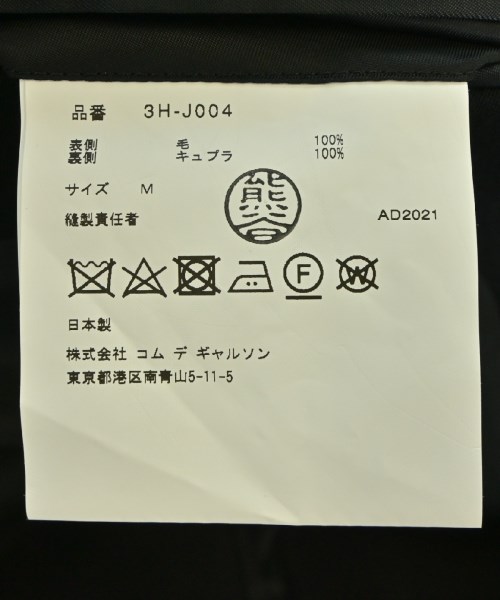 品番 3H-J004
表側 毛 100%
裏側 キュプラ 100%
サイズ M
縫製責任者
AD2021
F
W
日本製
株式会社 コム デ ギャルソン
東京都港区南青山5-11-5